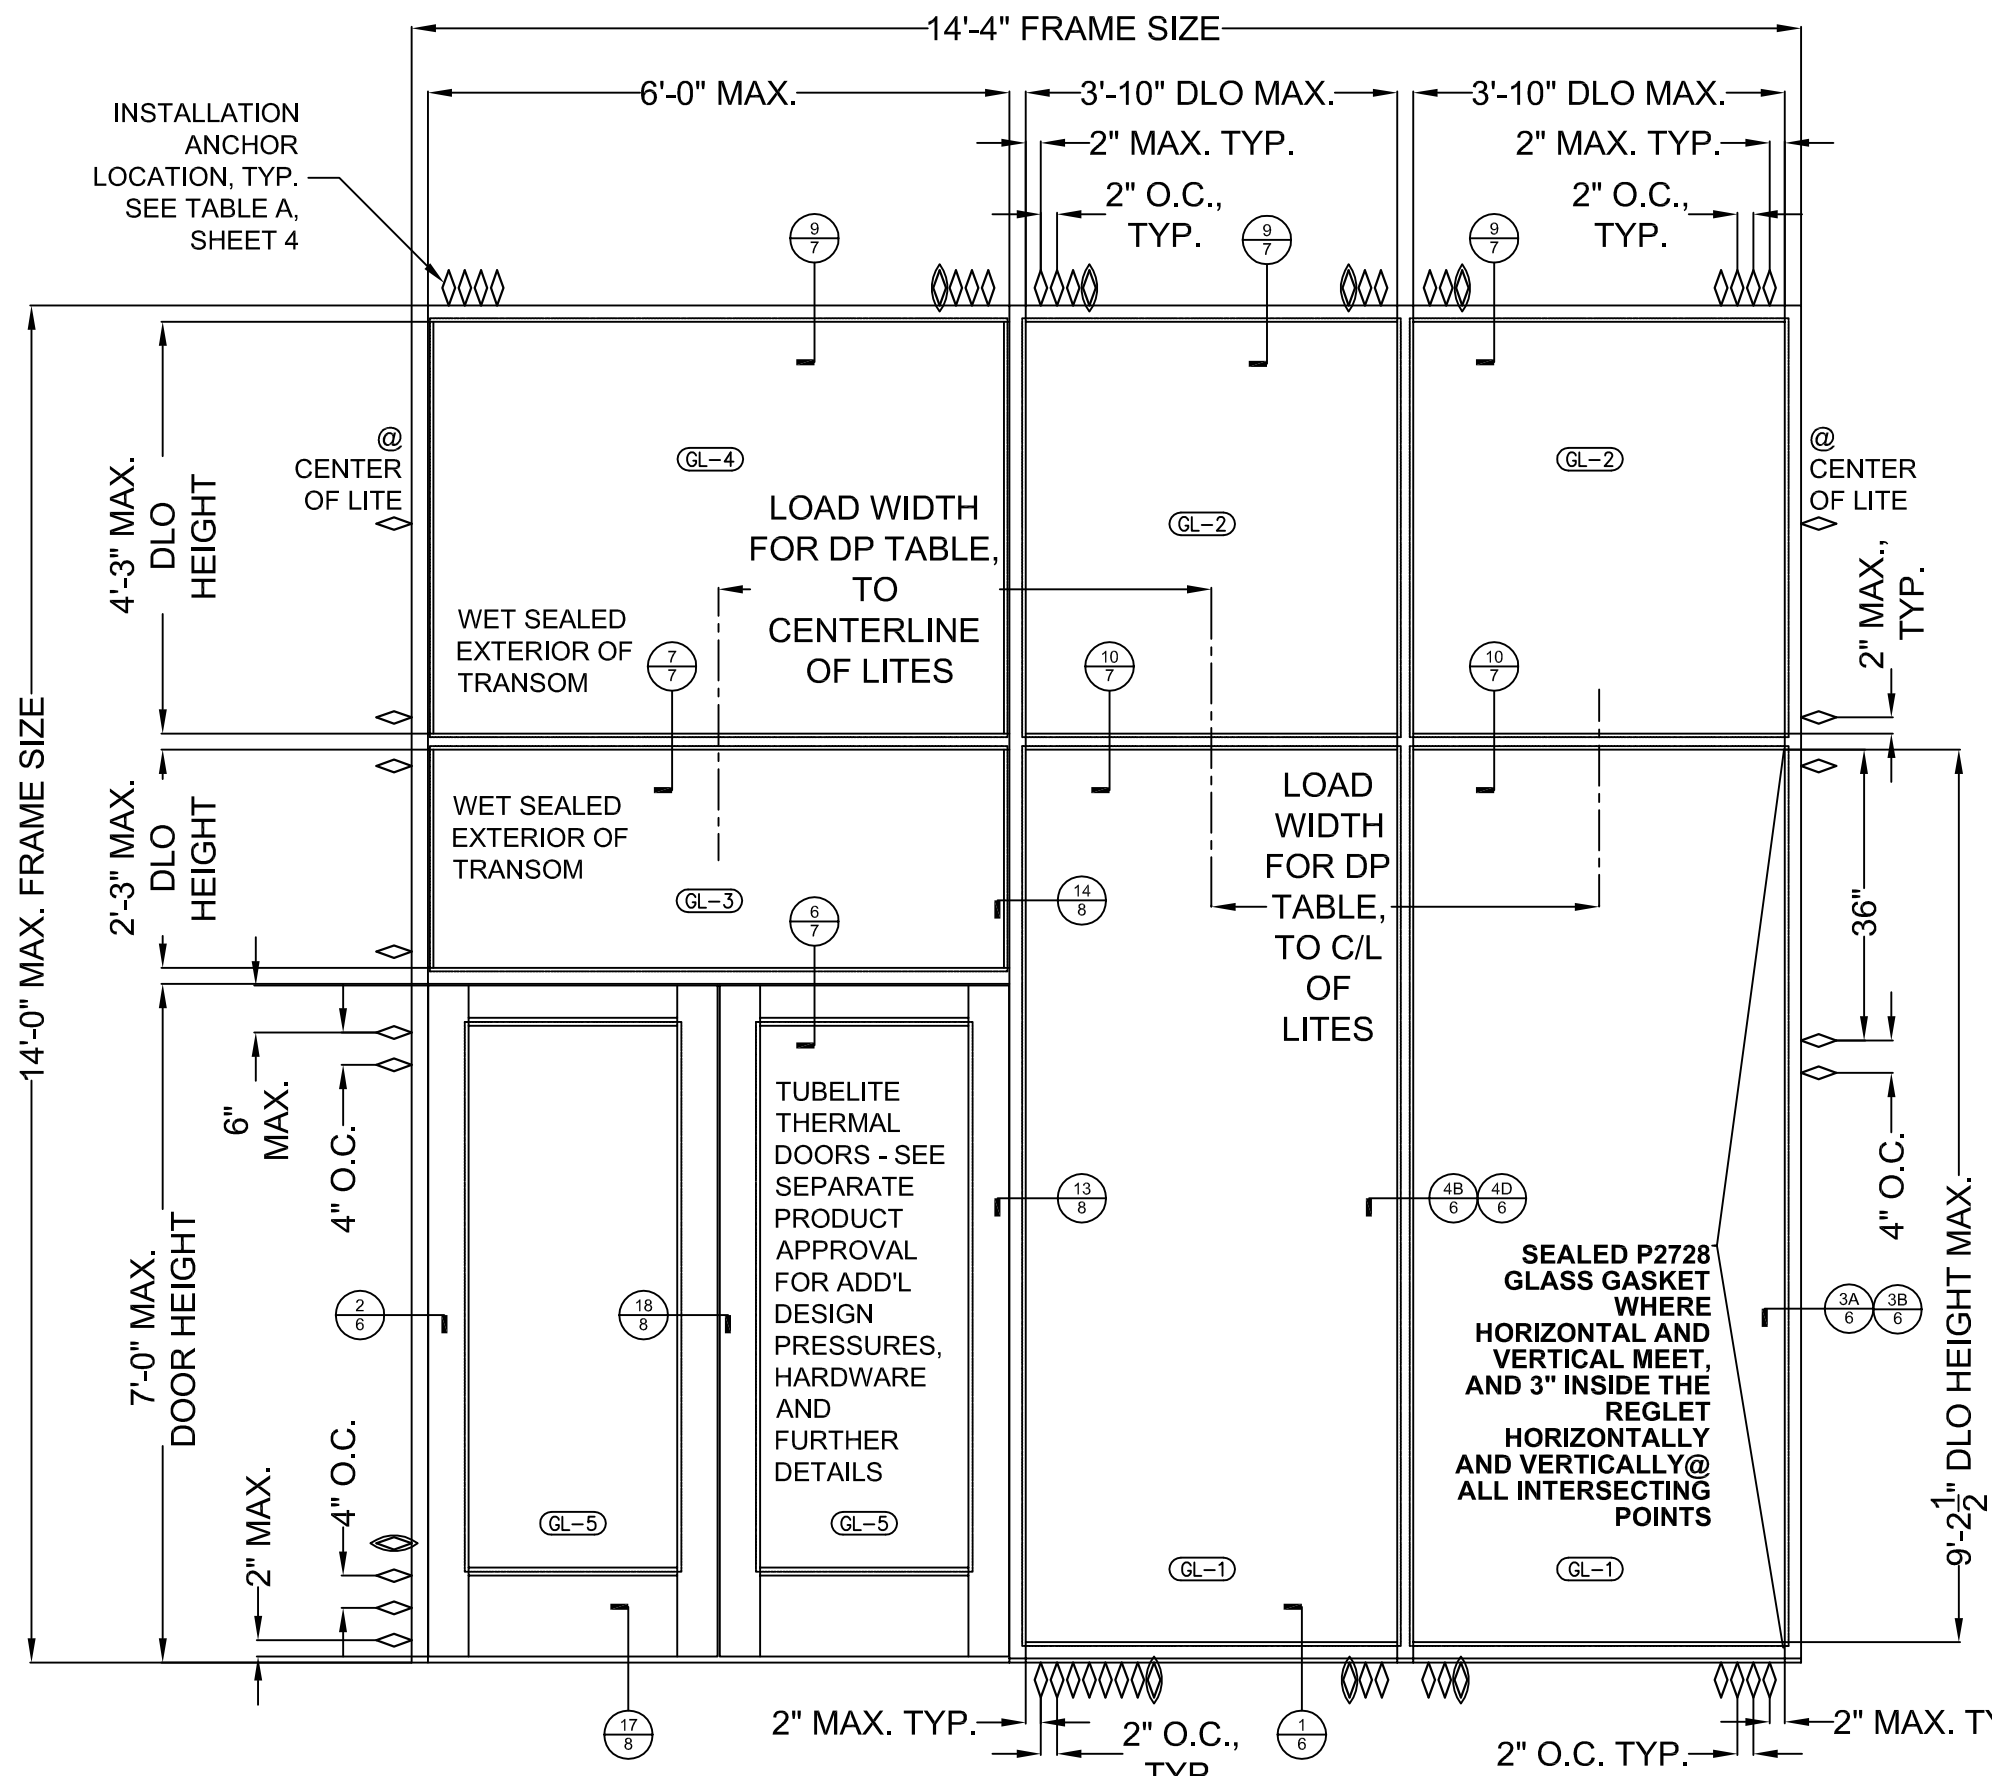 14'-4" FRAME SIZE
6'-0" MAX.
3'-10" DLO MAX.
3'-10" DLO MAX.
INSTALLATION
ANCHOR
LOCATION, TYP.
SEE TABLE A,
SHEET 4
2" MAX. TYP.
2" MAX. TYP.
2" O.C.,
TYP.
2" O.C.,
TYP.
9
7
9
7
9
7
14'-0" MAX. FRAME SIZE
4'-3" MAX.
DLO
HEIGHT
@
CENTER
OF LITE
GL-4
GL-2
GL-2
@
CENTER
OF LITE
LOAD WIDTH
FOR DP TABLE,
TO
CENTERLINE
OF LITES
WET SEALED
EXTERIOR OF
TRANSOM
7
7
10
7
10
7
2" MAX.,
TYP.
2'-3" MAX.
DLO
HEIGHT
WET SEALED
EXTERIOR OF
TRANSOM
GL-3
6
7
14
8
LOAD
WIDTH
FOR DP
TABLE,
TO C/L
OF
LITES
36"
6"
MAX.
4" O.C.
4" O.C.
7'-0" MAX.
DOOR HEIGHT
TUBELITE
THERMAL
DOORS - SEE
SEPARATE
PRODUCT
APPROVAL
FOR ADD'L
DESIGN
PRESSURES,
HARDWARE
AND
FURTHER
DETAILS
13
8
4B
6
4D
6
2
6
18
8
SEALED P2728
GLASS GASKET
WHERE
HORIZONTAL AND
VERTICAL MEET,
AND 3" INSIDE THE
REGLET
HORIZONTALLY
AND VERTICALLY@
ALL INTERSECTING
POINTS
3A
6
3B
6
9'-2 1/2" DLO HEIGHT MAX.
2" MAX.
4" O.C.
GL-5
GL-5
GL-1
GL-1
17
8
2" MAX. TYP.
2" O.C.,
TYP.
1
6
2" O.C. TYP.
2" MAX. TY